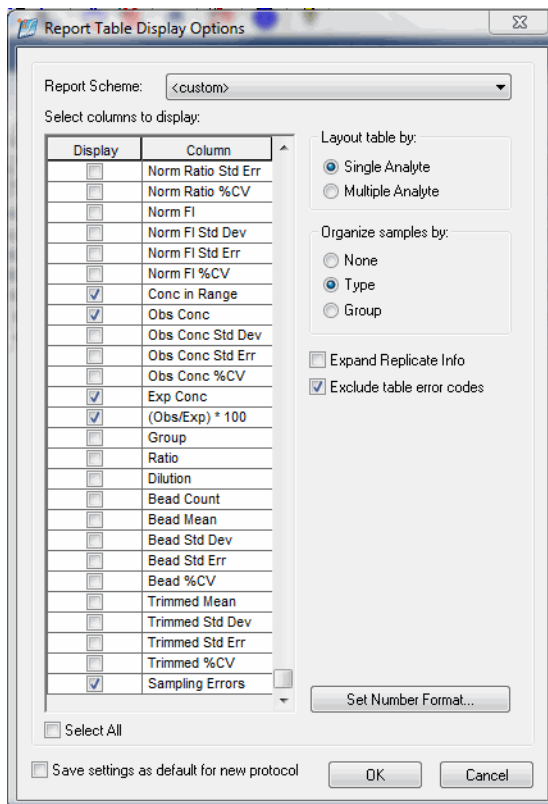 Report Table Display Options
Report Scheme: <custom>
Select columns to display:
Display Column
Norm Ratio Std Err
Norm Ratio %CV
Norm FI
Norm FI Std Dev
Norm FI Std Err
Norm FI %CV
Conc in Range
Obs Conc
Obs Conc Std Dev
Obs Conc Std Err
Obs Conc %CV
Exp Conc
(Obs/Exp) * 100
Group
Ratio
Dilution
Bead Count
Bead Mean
Bead Std Dev
Bead Std Err
Bead %CV
Trimmed Mean
Trimmed Std Dev
Trimmed Std Err
Trimmed %CV
Sampling Errors
Select All
Layout table by:
Single Analyte
Multiple Analyte
Organize samples by:
None
Type
Group
Expand Replicate Info
Exclude table error codes
Set Number Format...
Save settings as default for new protocol
OK
Cancel